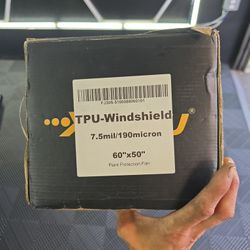 TPU-Windshield
7.5mil/190micron
60"x50"
Paint Protection Film